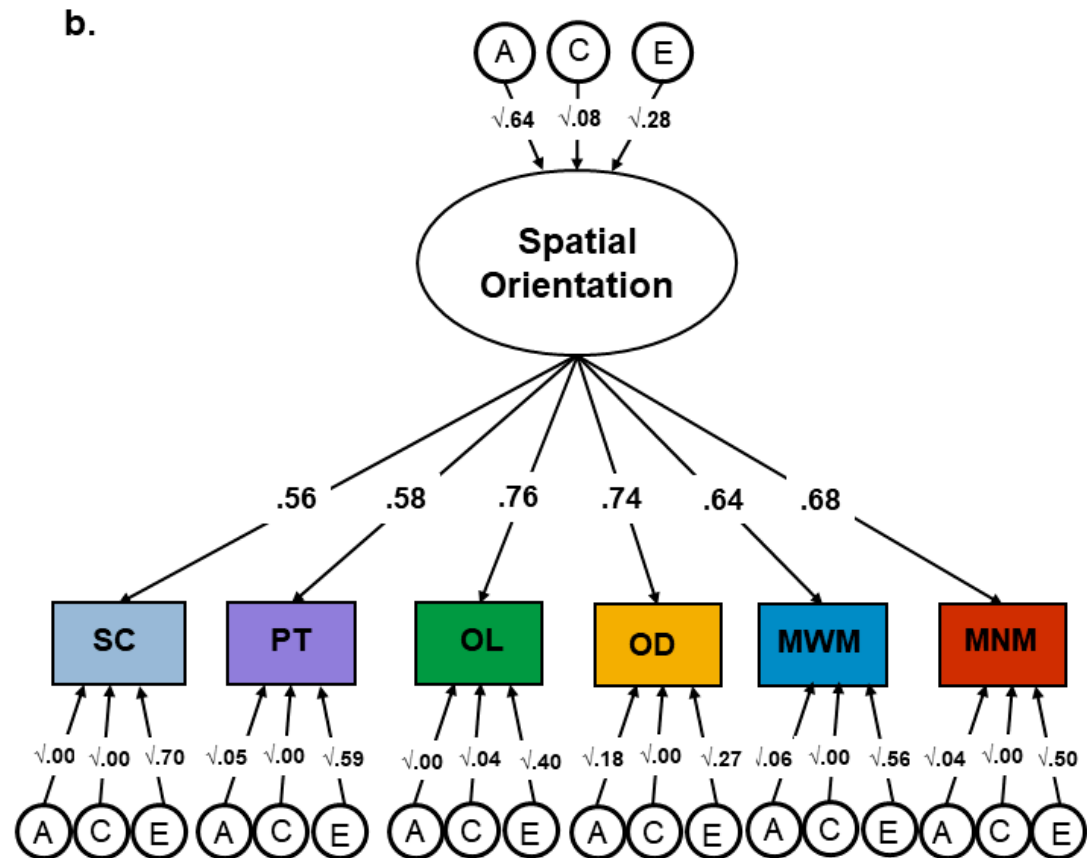 b.
A C E
√.64 √.08 √.28
Spatial
Orientation
.56 .58 .76 .74 .64 .68
SC PT OL OD MWM MNM
√.00 √.00 √.70 √.05 √.00 √.59 √.00 √.04 √.40 √.18 √.00 √.27 √.06 √.00 √.56 √.04 √.00 √.50
A C E A C E A C E A C E A C E A C E